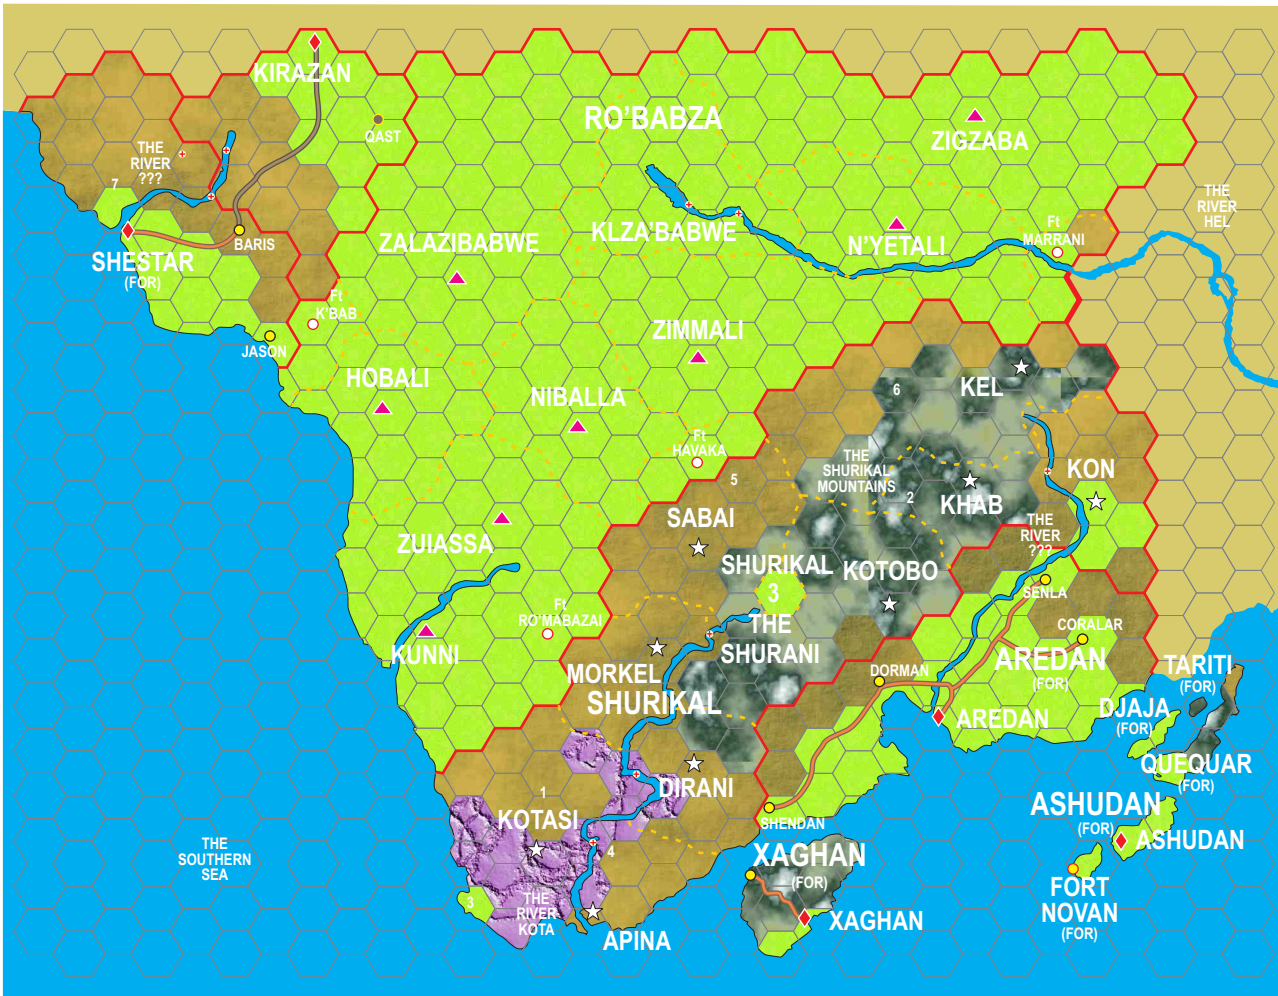 KIRAZAN
RO'BABZA
QAST
ZIGZABA
THE
RIVER
???
7
THE
RIVER
HEL
BARIS
ZALAZIBABWE
KLZA'BABWE
N'YETALI
Ft
MARRANI
SHESTAR
(FOR)
Ft
K'BAB
ZIMMALI
JASON
HOBALI
NIBALLA
6
KEL
Ft
HAVAKA
THE
SHURIKAL
MOUNTAINS
KON
5
2
KHAB
SABAI
THE
RIVER
???
ZUIASSA
SHURIKAL
3
KOTOBO
SENLA
Ft
RO'MABAZAI
THE
SHURANI
CORALAR
KUNNI
MORKEL
DORMAN
AREDAN
(FOR)
TARITI
(FOR)
SHURIKAL
AREDAN
DJAJA
(FOR)
QUEQUAR
(FOR)
1
DIRANI
KOTASI
SHENDAN
ASHUDAN
(FOR)
ASHUDAN
THE
SOUTHERN
SEA
4
XAGHAN
(FOR)
FORT
NOVAN
(FOR)
3
THE
RIVER
KOTA
APINA
XAGHAN